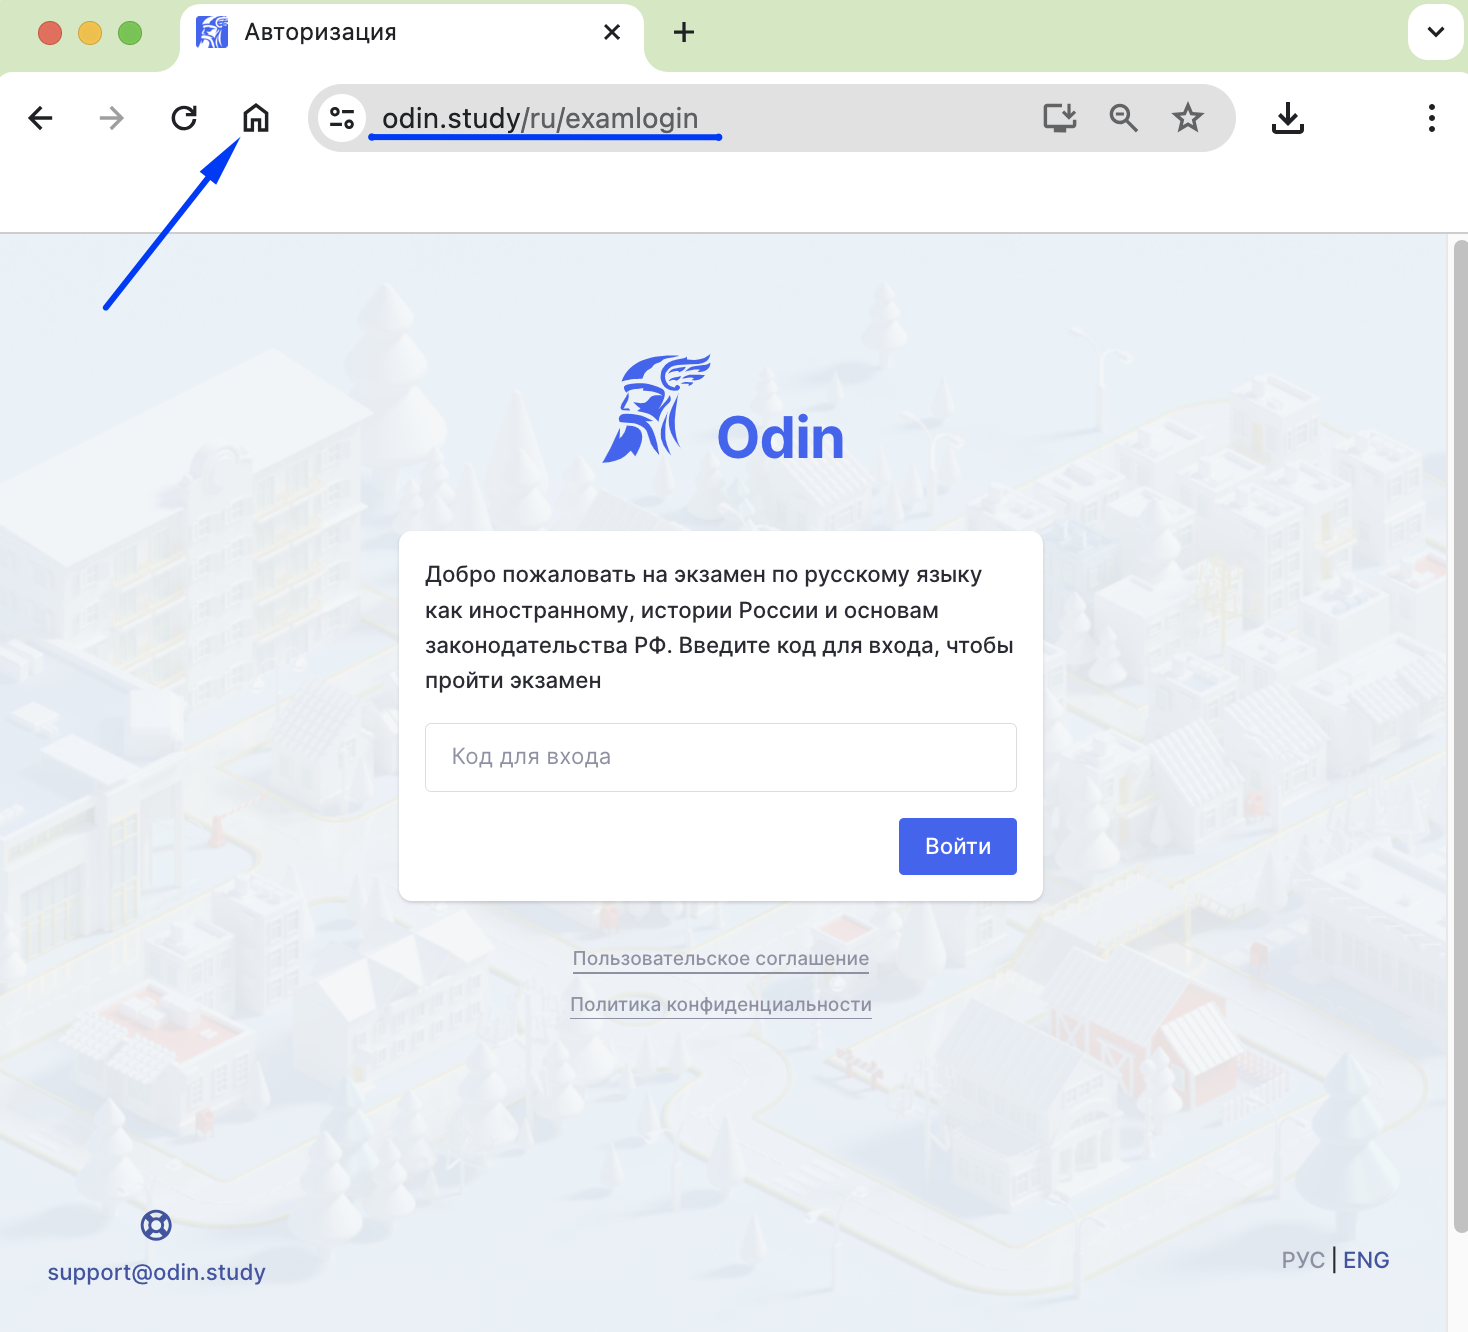 Авторизация
odin.study/ru/examlogin
Odin
Добро пожаловать на экзамен по русскому языку
как иностранному, истории России и основам
законодательства РФ. Введите код для входа, чтобы
пройти экзамен
Код для входа
Войти
Пользовательское соглашение
Политика конфиденциальности
support@odin.study
РУС | ENG